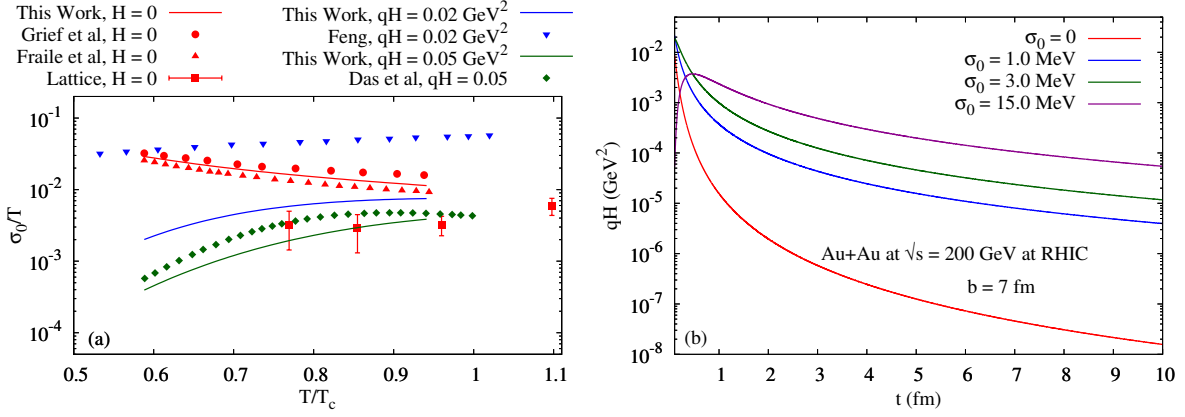 This Work, H = 0
Grief et al, H = 0
Fraile et al, H = 0
Lattice, H = 0
This Work, qH = 0.02 GeV²
Feng, qH = 0.02 GeV²
This Work, qH = 0.05 GeV²
Das et al, qH = 0.05
10⁻¹
10⁻²
10⁻³
10⁻⁴
σ₀/T
(a)
0.5 0.6 0.7 0.8 0.9 1 1.1
T/T_c
σ₀ = 0
σ₀ = 1.0 MeV
σ₀ = 3.0 MeV
σ₀ = 15.0 MeV
10⁻²
10⁻³
10⁻⁴
10⁻⁵
10⁻⁶
10⁻⁷
10⁻⁸
qH (GeV²)
Au+Au at √s = 200 GeV at RHIC
b = 7 fm
(b)
1 2 3 4 5 6 7 8 9 10
t (fm)